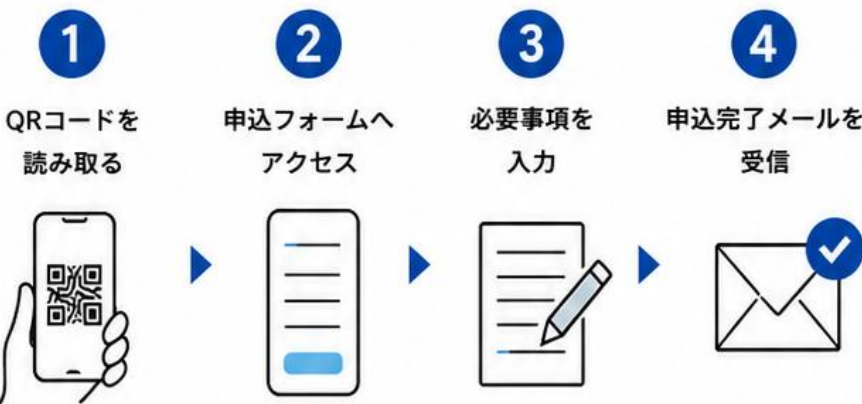 1
QRコードを
読み取る
2
申込フォームへ
アクセス
3
必要事項を
入力
4
申込完了メールを
受信